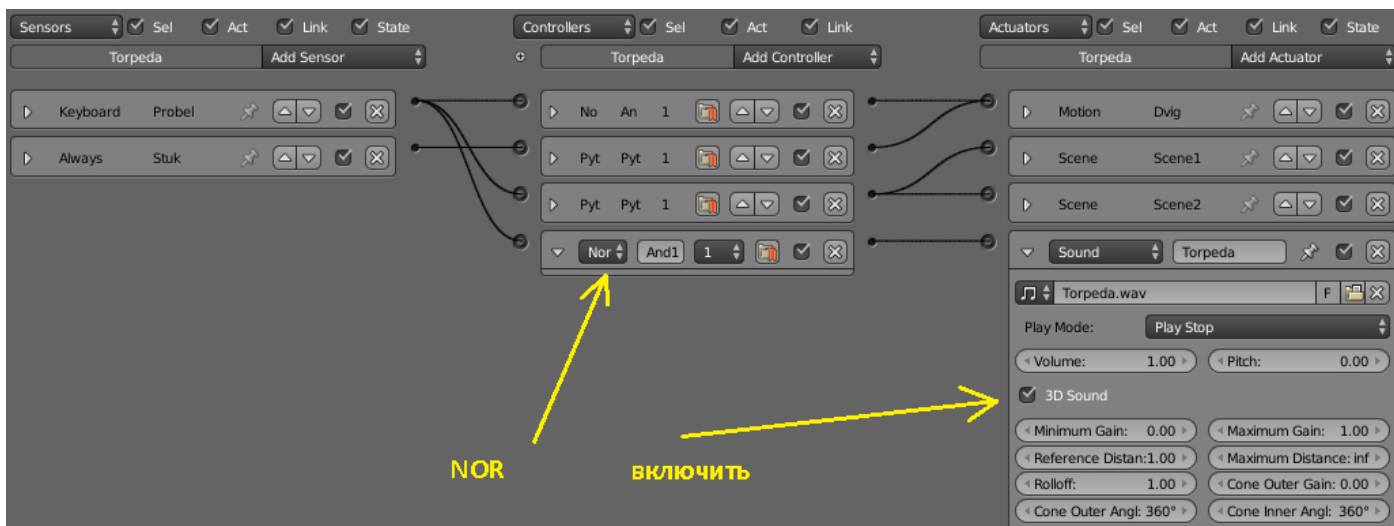 Sensors Sel Act Link State Controllers Sel Act Link Actuators Sel Act Link State
Torpeda Add Sensor Torpeda Add Controller Torpeda Add Actuator
Keyboard Probel No An 1 Motion Dvig
Always Stuk Pyt Pyt 1 Scene Scene1
Pyt Pyt 1 Scene Scene2
Nor And1 1 Sound Torpeda
Torpeda.wav F
Play Mode: Play Stop
Volume: 1.00 Pitch: 0.00
3D Sound
Minimum Gain: 0.00 Maximum Gain: 1.00
Reference Distan:1.00 Maximum Distance: inf
NOR включить
Rolloff: 1.00 Cone Outer Gain: 0.00
Cone Outer Angl: 360° Cone Inner Angl: 360°